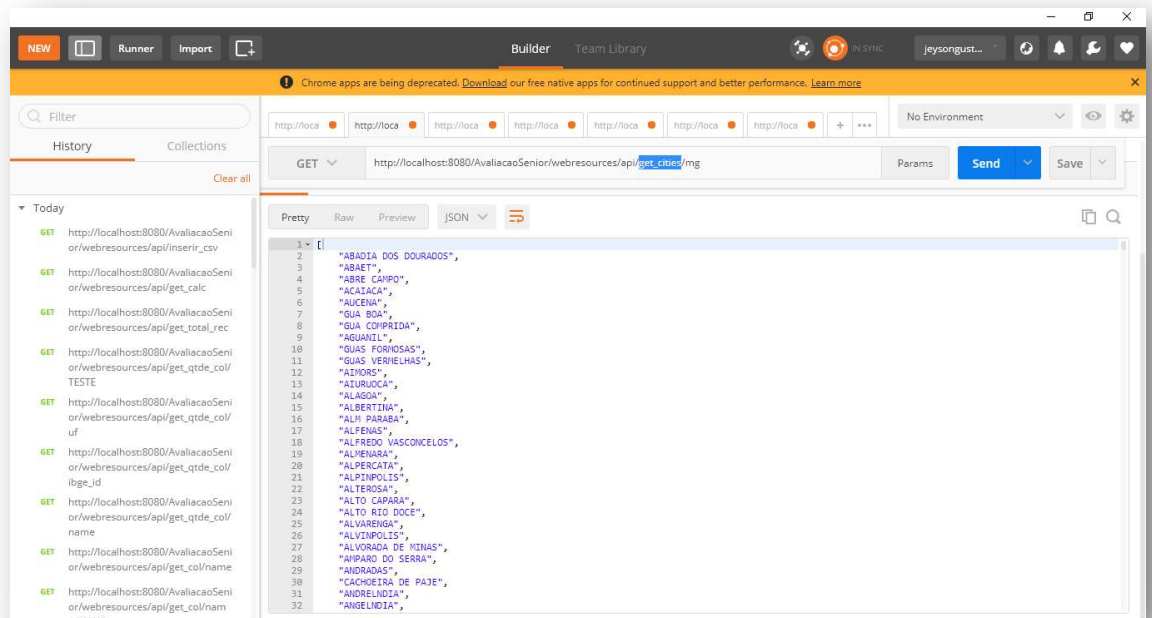 NEW
Runner
Import
Builder
Team Library
IN SYNC
jeysongust...
Chrome apps are being deprecated. Download our free native apps for continued support and better performance. Learn more
Filter
History
Collections
Clear all
Today
GET http://localhost:8080/AvaliacaoSeni
or/webresources/api/inserir_csv
GET http://localhost:8080/AvaliacaoSeni
or/webresources/api/get_calc
GET http://localhost:8080/AvaliacaoSeni
or/webresources/api/get_total_rec
GET http://localhost:8080/AvaliacaoSeni
or/webresources/api/get_qtde_col/
TESTE
GET http://localhost:8080/AvaliacaoSeni
or/webresources/api/get_qtde_col/
uf
GET http://localhost:8080/AvaliacaoSeni
or/webresources/api/get_qtde_col/
ibge_id
GET http://localhost:8080/AvaliacaoSeni
or/webresources/api/get_qtde_col/
name
GET http://localhost:8080/AvaliacaoSeni
or/webresources/api/get_col/name
GET http://localhost:8080/AvaliacaoSeni
or/webresources/api/get_col/nam
http://loca
http://loca
http://loca
http://loca
http://loca
http://loca
http://loca
No Environment
GET
http://localhost:8080/AvaliacaoSenior/webresources/api/get_cities/mg
Params
Send
Save
Pretty
Raw
Preview
JSON
1 [
2 "ABADIA DOS DOURADOS",
3 "ABAET",
4 "ABRE CAMPO",
5 "ACAIACA",
6 "AUCENA",
7 "GUA BOA",
8 "GUA COMPRIDA",
9 "AGUANIL",
10 "GUAS FORMOSAS",
11 "GUAS VERMELHAS",
12 "AIMORS",
13 "AIURUOCA",
14 "ALAGOA",
15 "ALBERTINA",
16 "ALM PARABA",
17 "ALFENAS",
18 "ALFREDO VASCONCELOS",
19 "ALMENARA",
20 "ALPERCATA",
21 "ALPINPOLIS",
22 "ALTEROSA",
23 "ALTO CAPARA",
24 "ALTO RIO DOCE",
25 "ALVARENGA",
26 "ALVINPOLIS",
27 "ALVORADA DE MINAS",
28 "AMPARO DO SERRA",
29 "ANDRADAS",
30 "CACHOEIRA DE PAJE",
31 "ANDRELNDIA",
32 "ANGELNDIA",